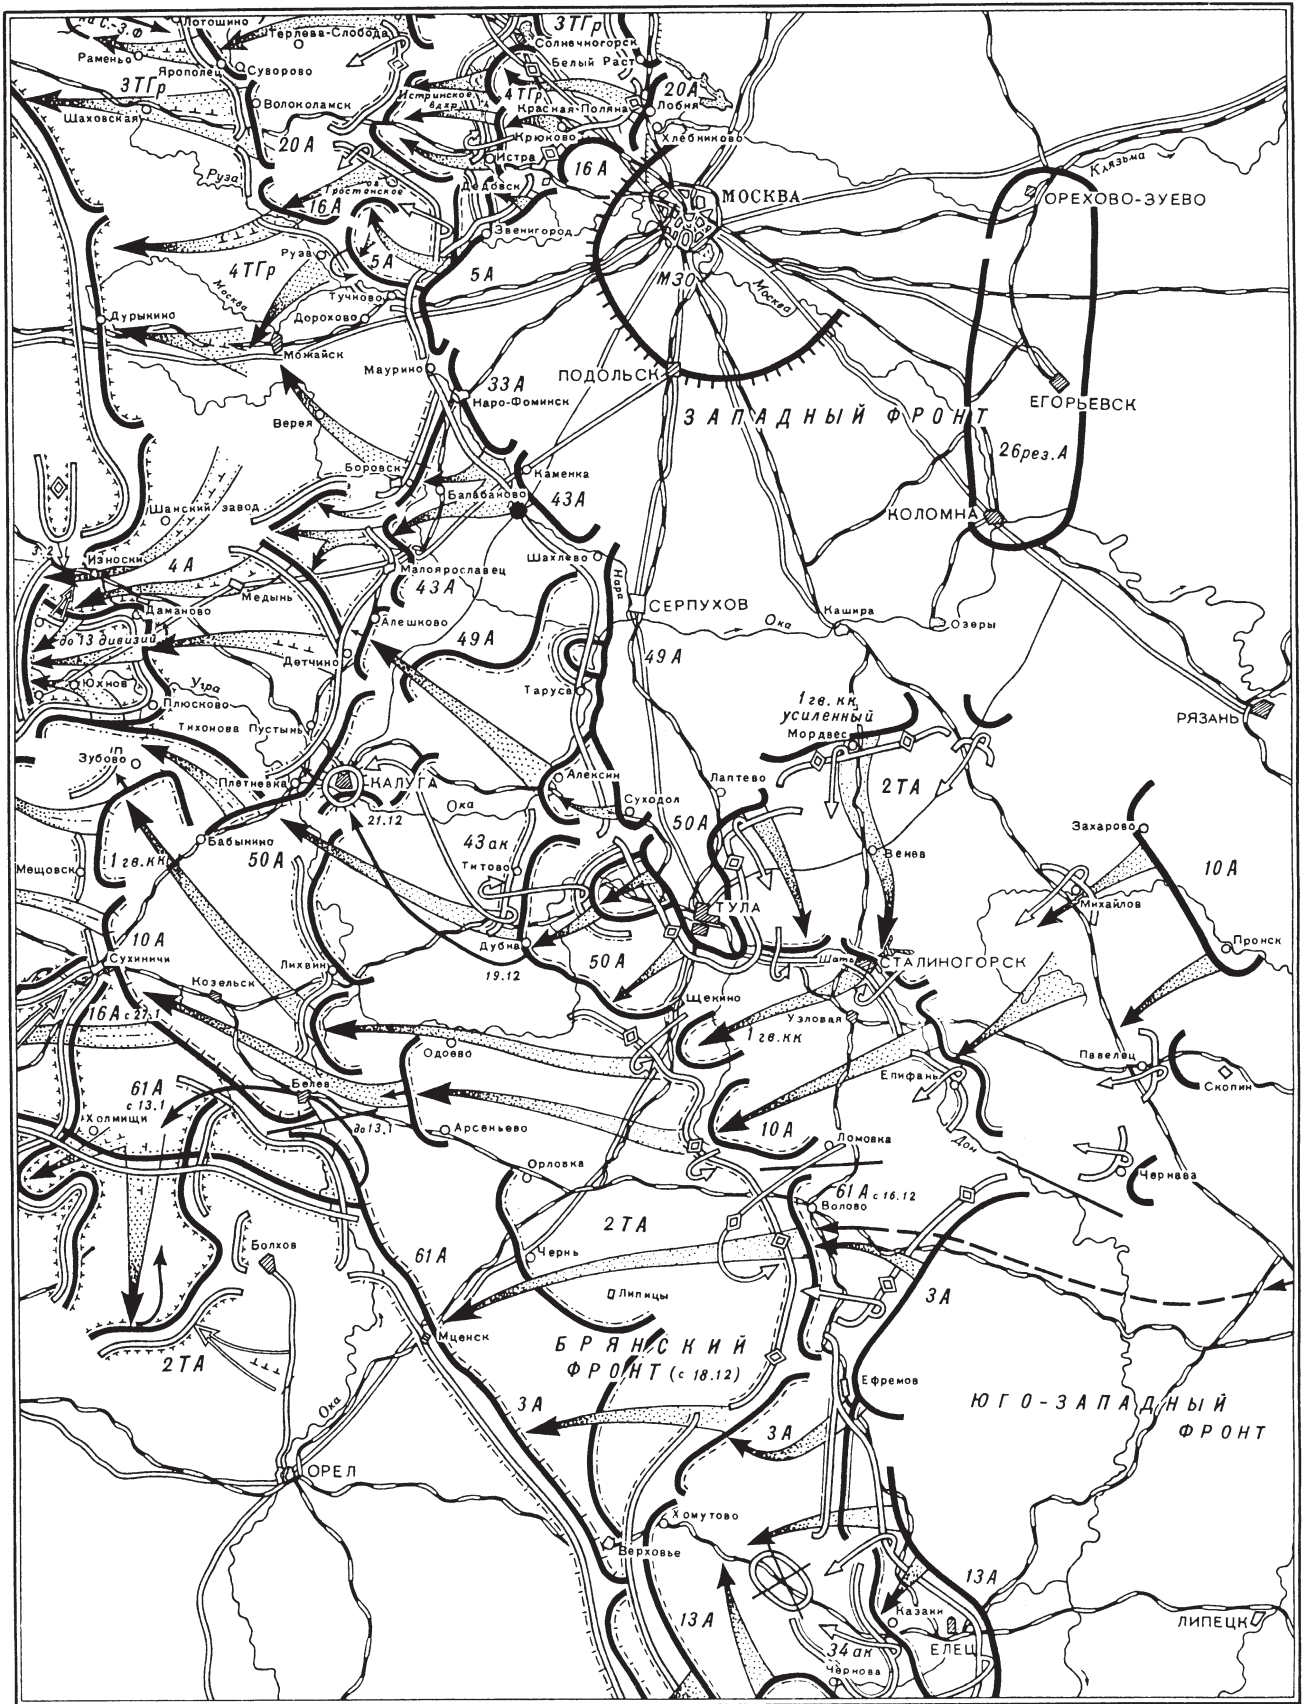 на С.-З.Ф
Лотошино
Терлева-Слобода
3ТГр
Солнечногорск
Раменьо
Белый Раст
Ярополец
Суворово
3ТГр
20А
Истринское вдхр.
4ТГр
Волоколамск
Красная-Поляна
Лобня
Шаховская
Крюково
Хлебниково
20А
Истра
16А
Клязьма
Руза
Тростанское
Дедовск
МОСКВА
ОРЕХОВО-ЗУЕВО
16А
Звенигород
Руза
5А
5А
4ТГр
МЗО
Москва
Москва
Тучково
Дурыкино
Дорохово
Можайск
Маурино
ПОДОЛЬСК
33А
Наро-Фоминск
ЕГОРЬЕВСК
Верея
ЗАПАДНЫЙ ФРОНТ
26рез.А
Боровск
Каменка
Балабаново
43А
Шанский завод
КОЛОМНА
Износки
4А
Шахлево
Малоярославец
Нара
Медынь
43А
СЕРПУХОВ
Даманово
Кашира
Алешково
Ока
Озеры
до 13 дивизий
49А
Детчино
49А
Юхнов
Угра
Таруса
Плюсково
1гв.кк
усиленный
РЯЗАНЬ
Тихонова Пустынь
Мордвес
Зубово
Плетневка
КАЛУГА
Алексин
Лаптево
2ТА
Ока
Суходол
21.12
50А
Захарово
Бабынино
43ак
1гв.кк
50А
Титово
Венев
10А
Мещовск
Михайлов
ТУЛА
10А
Дубна
Пронск
Сухиничи
Лихвин
19.12
50А
Шать
СТАЛИНОГОРСК
Козельск
Щекино
16А с 27.1
Узловая
1гв.кк
Одоево
Павелец
61А
с 13.1
Белев
Епифань
Скопин
Холмищи
до 13.1
Арсеньево
10А
Ломовка
Дон
Орловка
Чернава
61А с 16.12
2ТА
Волово
Болхов
61А
Чернь
Липицы
3А
Мценск
БРЯНСКИЙ
ФРОНТ (с 18.12)
2ТА
Ефремов
ЮГО-ЗАПАДНЫЙ
ФРОНТ
Ока
3А
3А
ОРЕЛ
Хомутово
Верховье
13А
13А
Казаки
ЛИПЕЦК
34ак
ЕЛЕЦ
Чернова